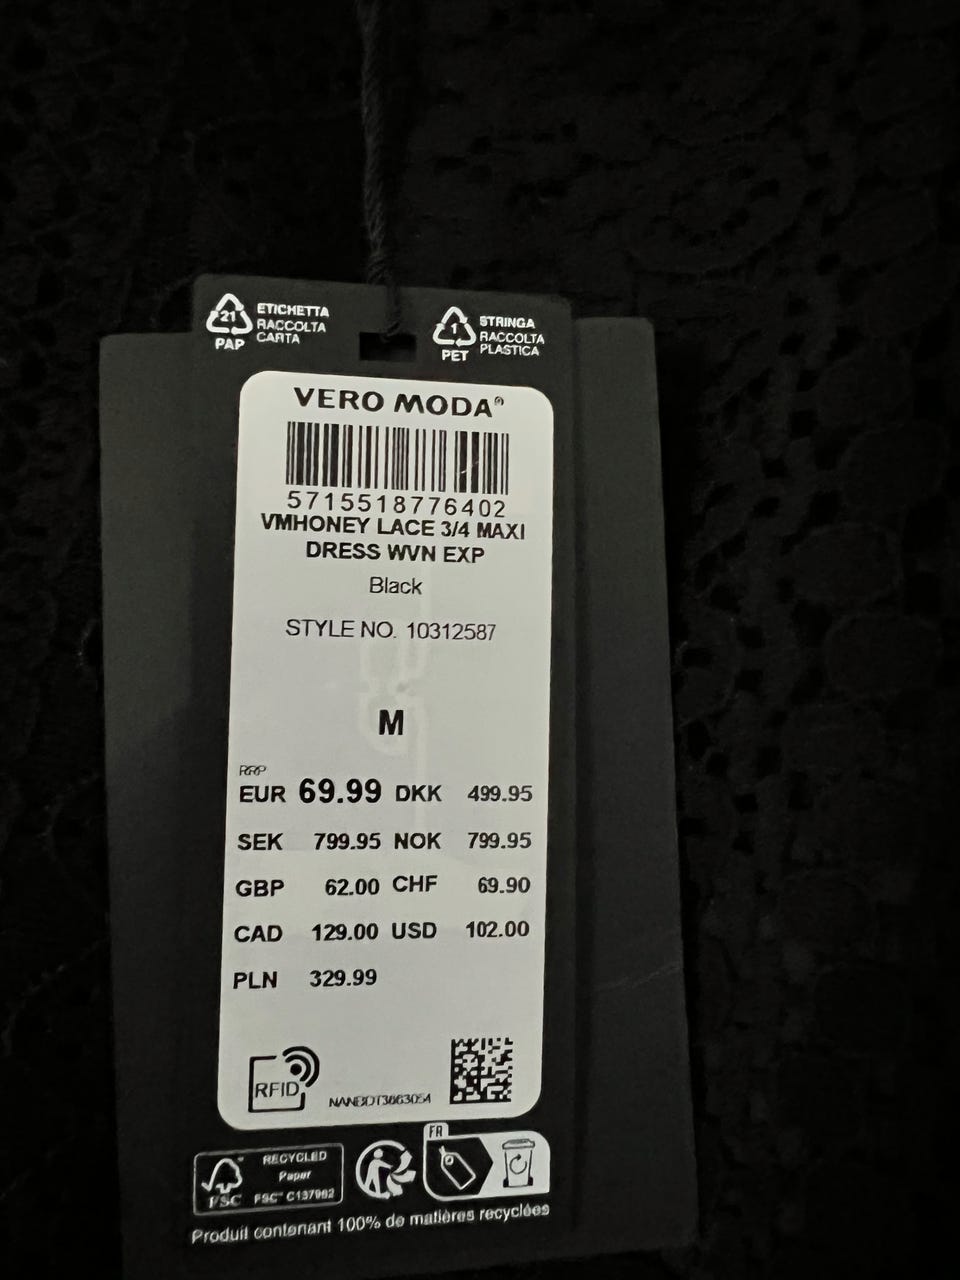 21
PAP
ETICHETTA
RACCOLTA
CARTA
1
PET
STRINGA
RACCOLTA
PLASTICA
VERO MODA®
5715518776402
VMHONEY LACE 3/4 MAXI
DRESS WVN EXP
Black
STYLE NO. 10312587
M
RRP
EUR 69.99 DKK 499.95
SEK 799.95 NOK 799.95
GBP 62.00 CHF 69.90
CAD 129.00 USD 102.00
PLN 329.99
RFID
FR
RECYCLED
Paper
FSC
Produit contenant 100% de matières recyclées